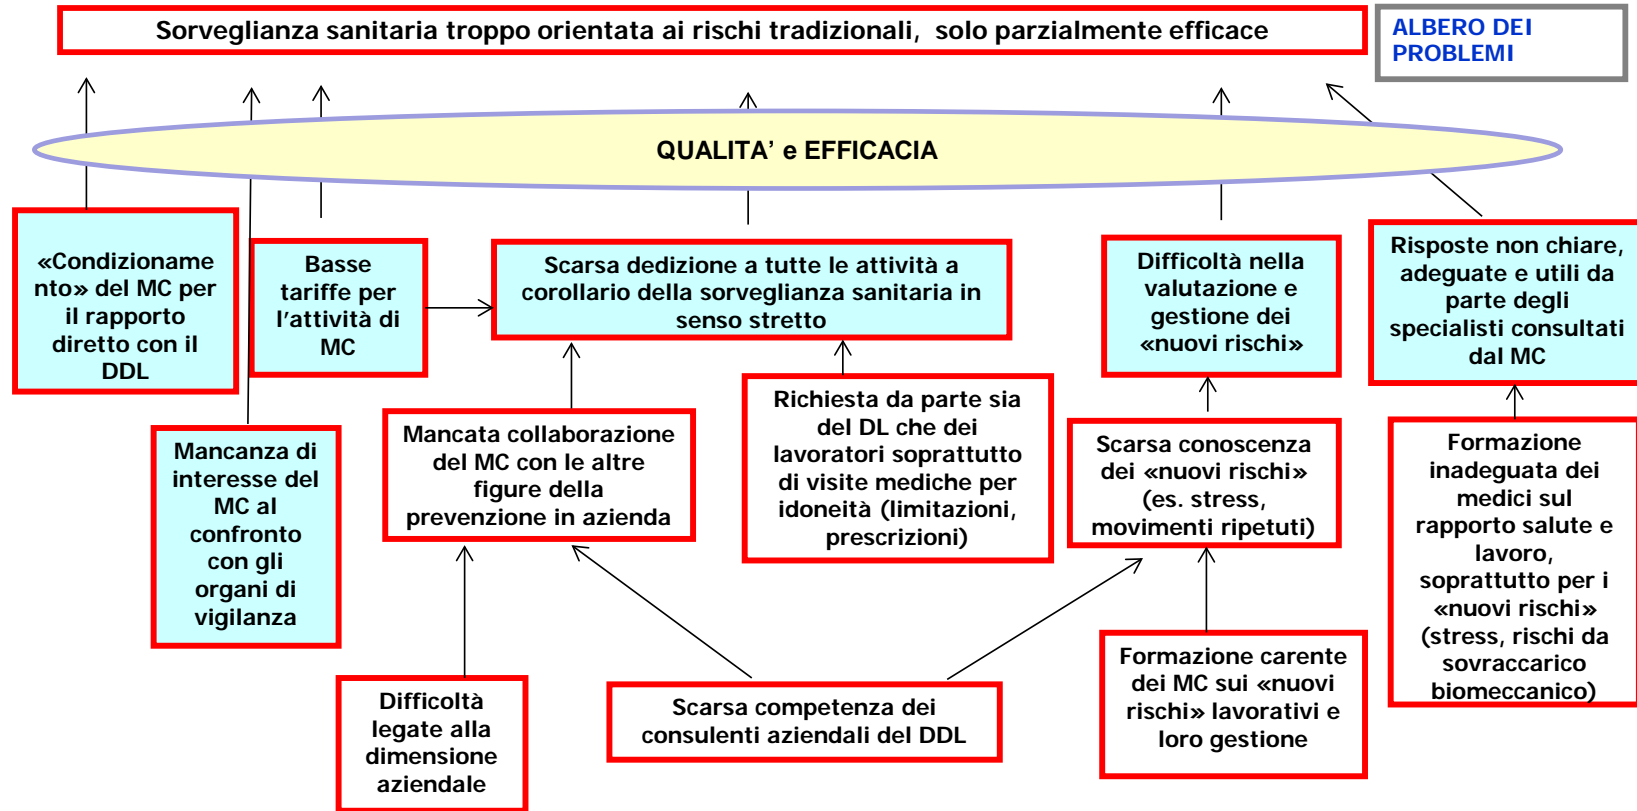 Sorveglianza sanitaria troppo orientata ai rischi tradizionali, solo parzialmente efficace
ALBERO DEI
PROBLEMI
QUALITA’ e EFFICACIA
«Condizioname
nto» del MC per
il rapporto
diretto con il
DDL
Basse
tariffe per
l’attività di
MC
Scarsa dedizione a tutte le attività a
corollario della sorveglianza sanitaria in
senso stretto
Difficoltà nella
valutazione e
gestione dei
«nuovi rischi»
Risposte non chiare,
adeguate e utili da
parte degli
specialisti consultati
dal MC
Mancanza di
interesse del
MC al
confronto
con gli
organi di
vigilanza
Mancata collaborazione
del MC con le altre
figure della
prevenzione in azienda
Richiesta da parte sia
del DL che dei
lavoratori soprattutto
di visite mediche per
idoneità (limitazioni,
prescrizioni)
Scarsa conoscenza
dei «nuovi rischi»
(es. stress,
movimenti ripetuti)
Formazione
inadeguata dei
medici sul
rapporto salute e
lavoro,
soprattutto per i
«nuovi rischi»
(stress, rischi da
sovraccarico
biomeccanico)
Difficoltà
legate alla
dimensione
aziendale
Scarsa competenza dei
consulenti aziendali del DDL
Formazione carente
dei MC sui «nuovi
rischi» lavorativi e
loro gestione